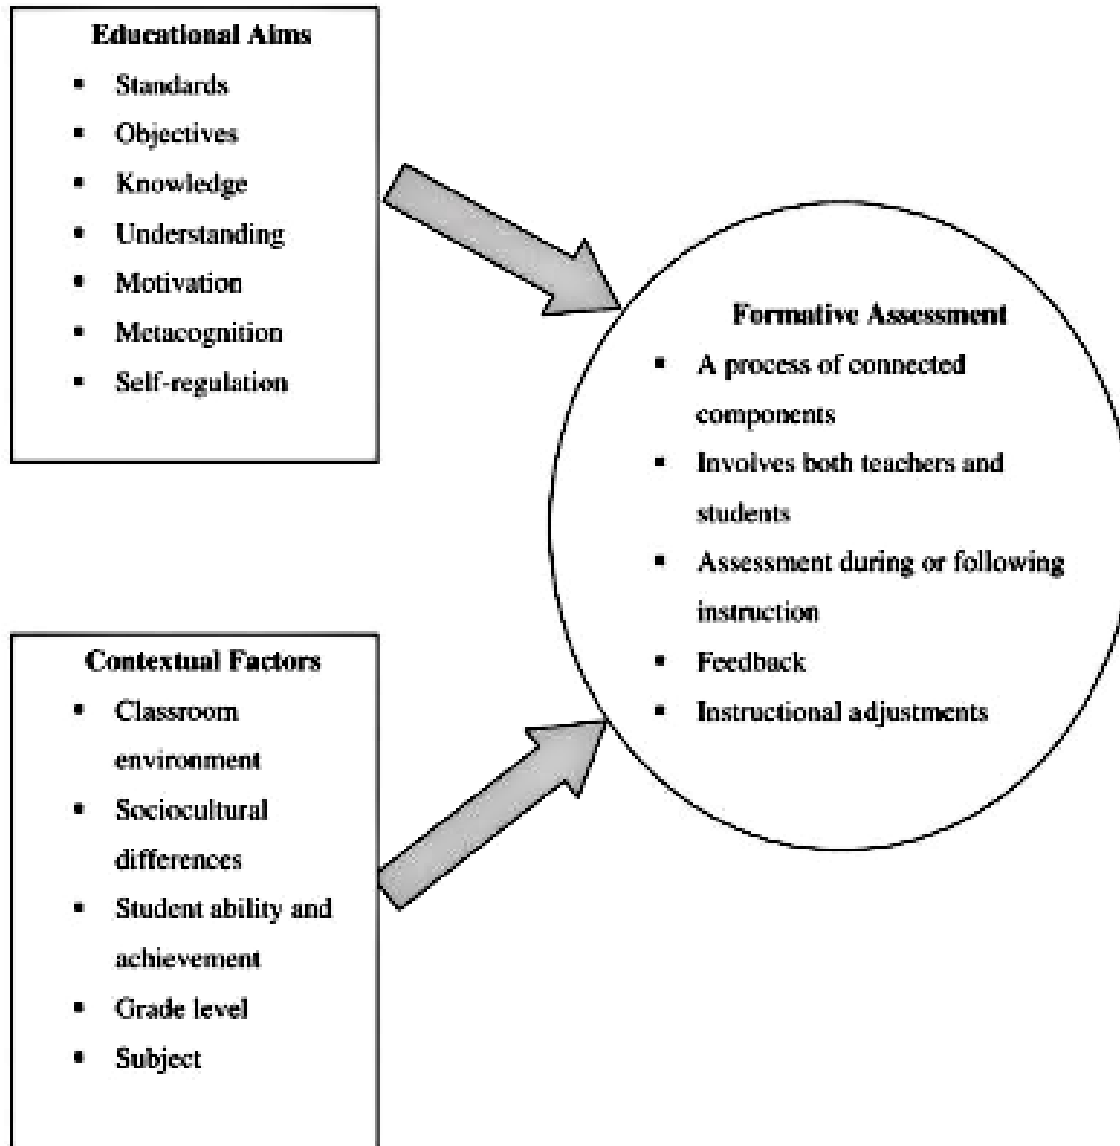 Educational Aims
▪ Standards
▪ Objectives
▪ Knowledge
▪ Understanding
▪ Motivation
▪ Metacognition
▪ Self-regulation
Formative Assessment
▪ A process of connected
components
▪ Involves both teachers and
students
▪ Assessment during or following
instruction
▪ Feedback
▪ Instructional adjustments
Contextual Factors
▪ Classroom
environment
▪ Sociocultural
differences
▪ Student ability and
achievement
▪ Grade level
▪ Subject